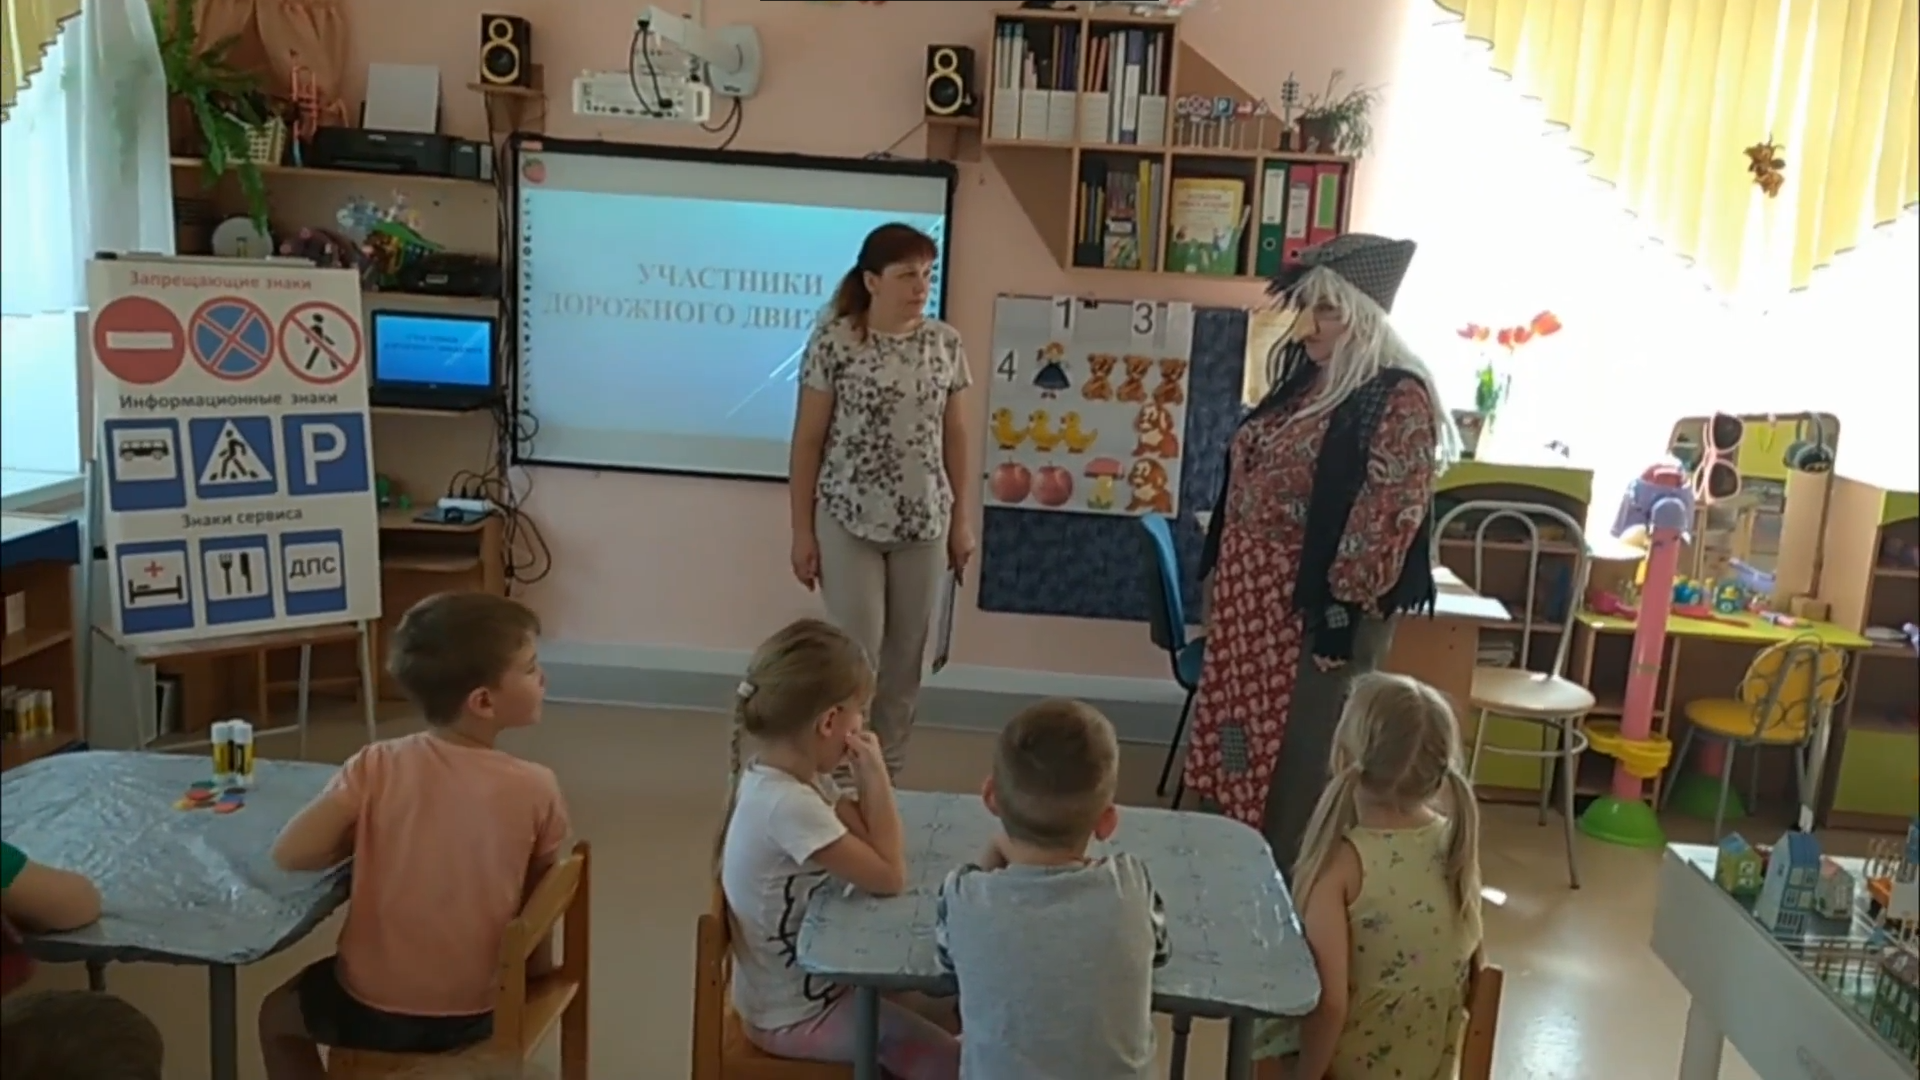 Запрещающие знаки
Информационные знаки
P
Знаки сервиса
ДПС
УЧАСТНИКИ
ДОРОЖНОГО ДВИЖ
1 3
4
P